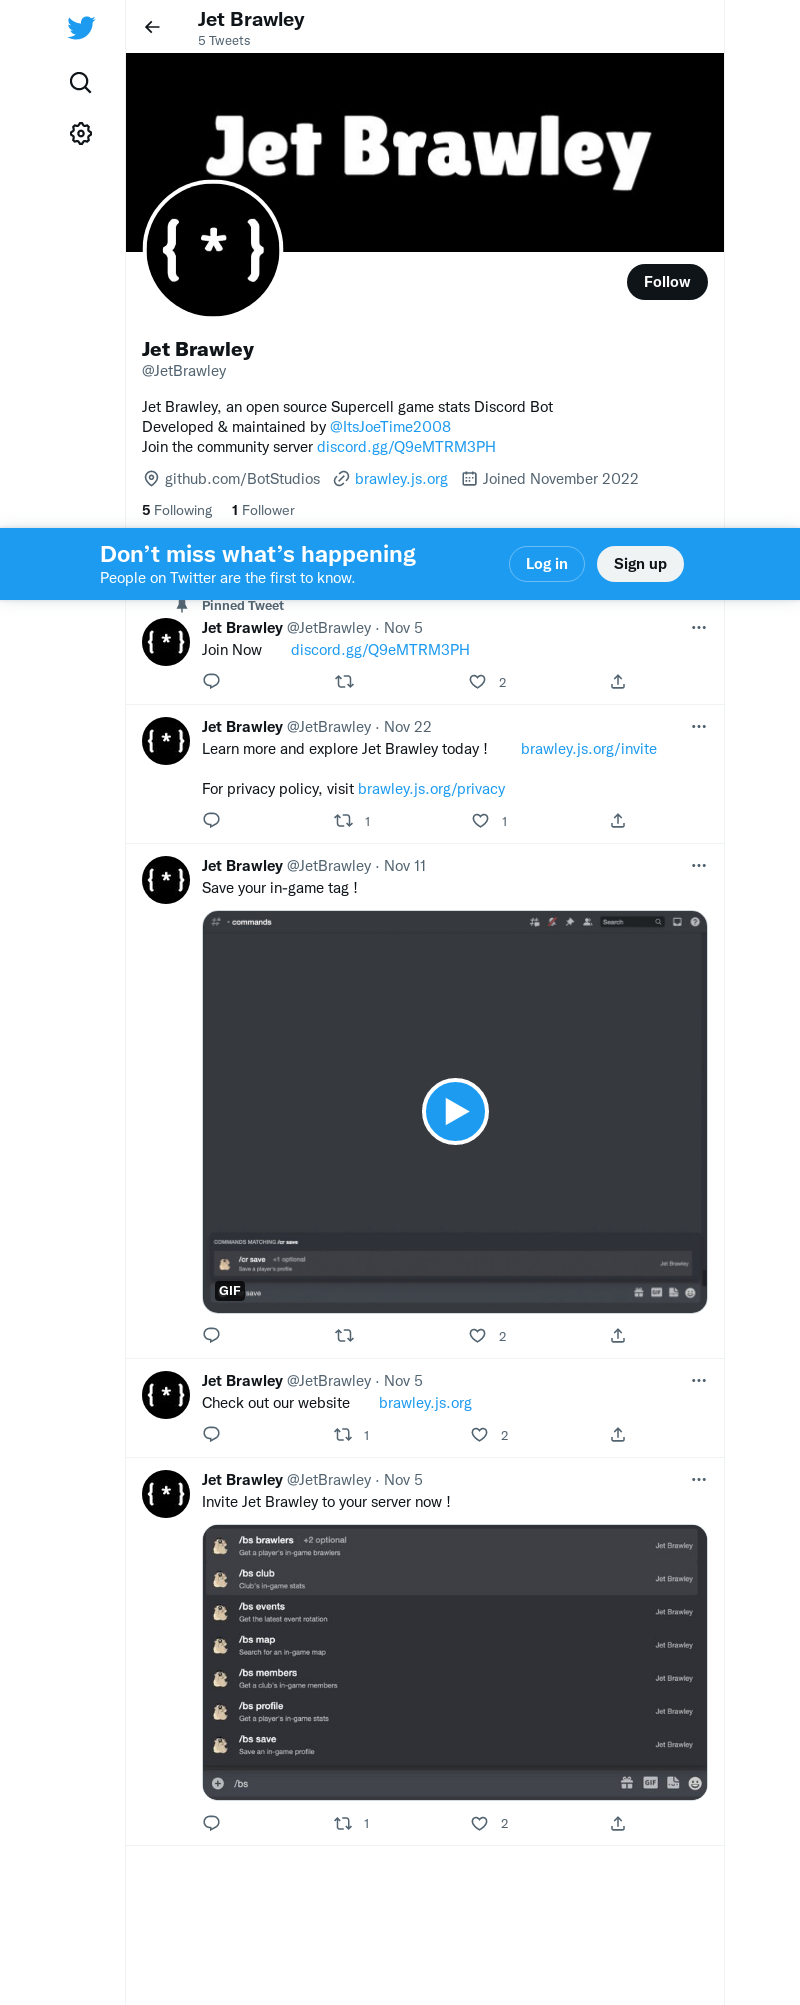 Jet Brawley
5 Tweets
Jet Brawley
{ * }
Follow
Jet Brawley
@JetBrawley
Jet Brawley, an open source Supercell game stats Discord Bot
Developed & maintained by @ItsJoeTime2008
Join the community server discord.gg/Q9eMTRM3PH
github.com/BotStudios brawley.js.org Joined November 2022
5 Following 1 Follower
Don’t miss what’s happening
People on Twitter are the first to know.
Log in Sign up
Pinned Tweet
{ * }
Jet Brawley @JetBrawley · Nov 5
Join Now discord.gg/Q9eMTRM3PH
2
{ * }
Jet Brawley @JetBrawley · Nov 22
Learn more and explore Jet Brawley today ! brawley.js.org/invite
For privacy policy, visit brawley.js.org/privacy
1 1
{ * }
Jet Brawley @JetBrawley · Nov 11
Save your in-game tag !
commands Search
COMMANDS MATCHING /cr save
/cr save +1 optional
Save a player's profile
Jet Brawley
GIF save GIF
2
{ * }
Jet Brawley @JetBrawley · Nov 5
Check out our website brawley.js.org
1 2
{ * }
Jet Brawley @JetBrawley · Nov 5
Invite Jet Brawley to your server now !
/bs brawlers +2 optional
Get a player's in-game brawlers
Jet Brawley
/bs club
Club's in-game stats
Jet Brawley
/bs events
Get the latest event rotation
Jet Brawley
/bs map
Search for an in-game map
Jet Brawley
/bs members
Get a club's in-game members
Jet Brawley
/bs profile
Get a player's in-game stats
Jet Brawley
/bs save
Save an in-game profile
Jet Brawley
/bs GIF
1 2